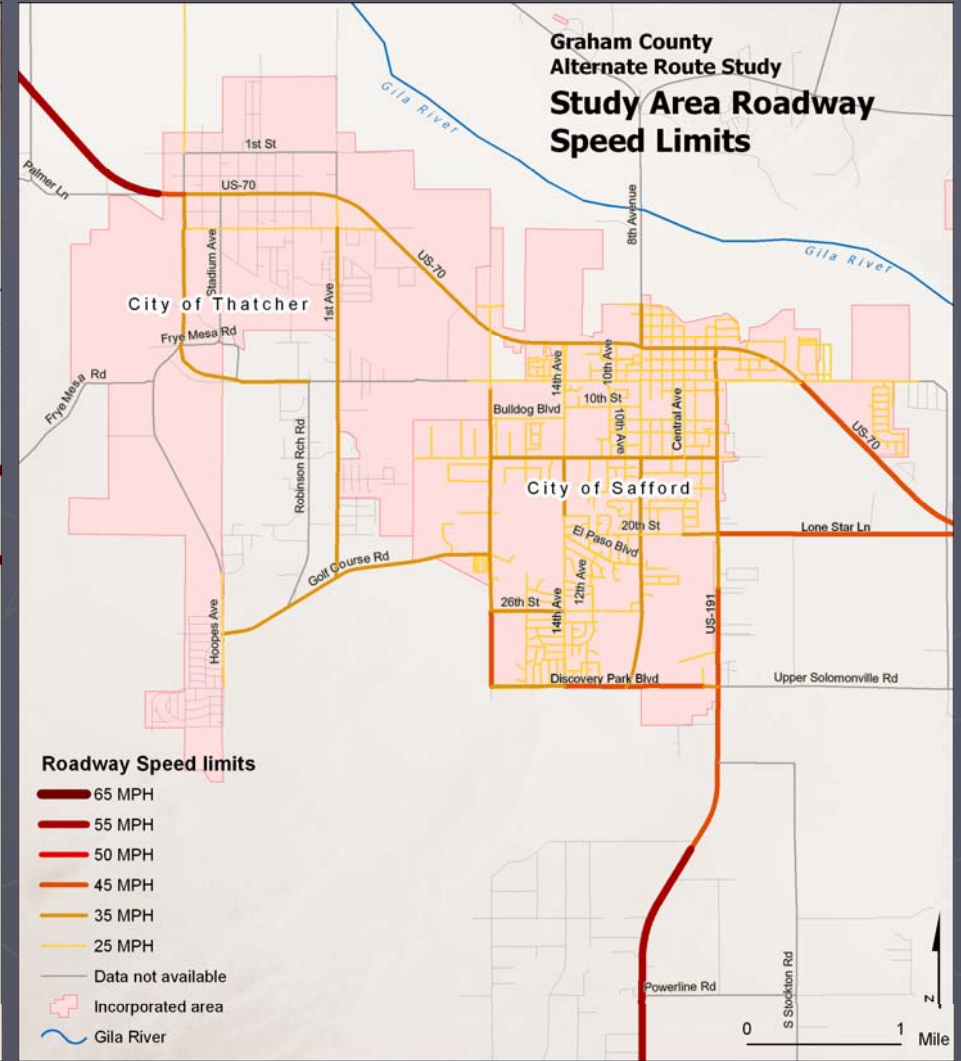 Graham County
Alternate Route Study
Study Area Roadway
Speed Limits
Gila River
8th Avenue
Gila River
1st St
Palmer Ln
US-70
Stadium Ave
US-70
1st Ave
City of Thatcher
Frye Mesa Rd
Frye Mesa Rd
14th Ave
10th Ave
10th St
Bulldog Blvd
10th Ave
Central Ave
US-70
Robinson Rch Rd
City of Safford
20th St
Lone Star Ln
El Paso Blvd
Golf Course Rd
12th Ave
14th Ave
26th St
US-191
Hoopes Ave
Discovery Park Blvd
Upper Solomonville Rd
Roadway Speed limits
65 MPH
55 MPH
50 MPH
45 MPH
35 MPH
25 MPH
Data not available
Incorporated area
Gila River
Powerline Rd
S Stockton Rd
N
0 1
Mile